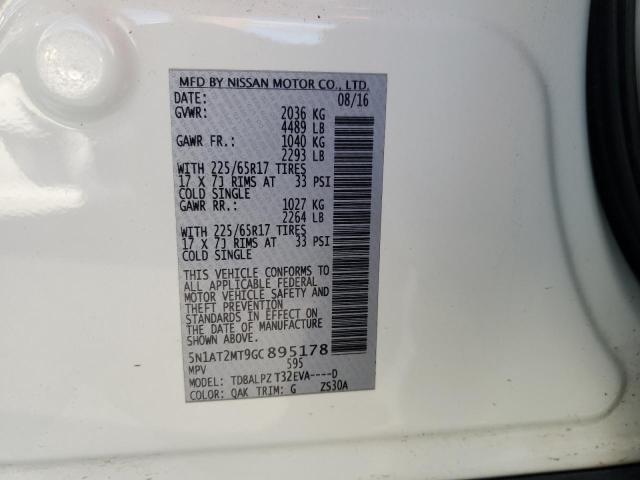 MFD BY NISSAN MOTOR CO., LTD.
DATE: 08/16
GVWR: 2036 KG
4489 LB
GAWR FR.: 1040 KG
2293 LB
WITH 225/65R17 TIRES
17 X 7J RIMS AT 33 PSI
COLD SINGLE
GAWR RR.: 1027 KG
2264 LB
WITH 225/65R17 TIRES
17 X 7J RIMS AT 33 PSI
COLD SINGLE
THIS VEHICLE CONFORMS TO
ALL APPLICABLE FEDERAL
MOTOR VEHICLE SAFETY AND
THEFT PREVENTION
STANDARDS IN EFFECT ON
THE DATE OF MANUFACTURE
SHOWN ABOVE.
5N1AT2MT9GC895178
MPV 595
MODEL: TDBALPZ T32EVA----D
COLOR: QAK TRIM: G ZS30A